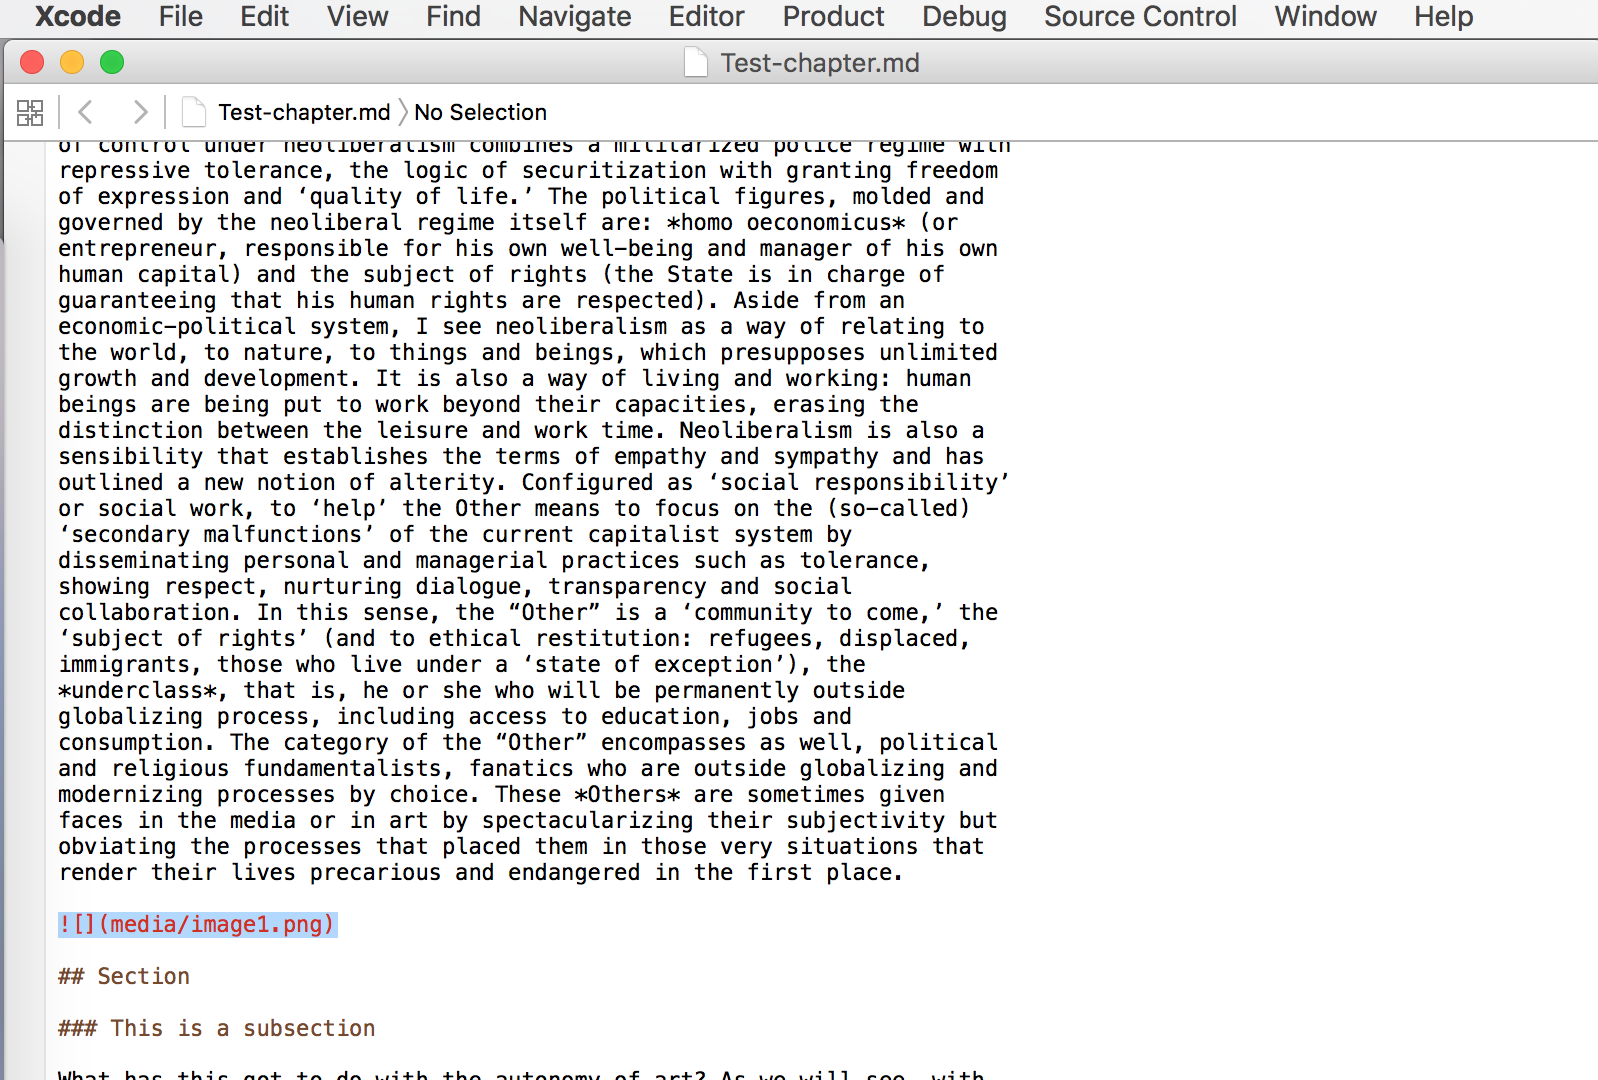 Xcode File Edit View Find Navigate Editor Product Debug Source Control Window Help
Test-chapter.md
Test-chapter.md No Selection
of control under neoliberalism combines a militarized police regime with
repressive tolerance, the logic of securitization with granting freedom
of expression and ‘quality of life.’ The political figures, molded and
governed by the neoliberal regime itself are: *homo oeconomicus* (or
entrepreneur, responsible for his own well-being and manager of his own
human capital) and the subject of rights (the State is in charge of
guaranteeing that his human rights are respected). Aside from an
economic-political system, I see neoliberalism as a way of relating to
the world, to nature, to things and beings, which presupposes unlimited
growth and development. It is also a way of living and working: human
beings are being put to work beyond their capacities, erasing the
distinction between the leisure and work time. Neoliberalism is also a
sensibility that establishes the terms of empathy and sympathy and has
outlined a new notion of alterity. Configured as ‘social responsibility’
or social work, to ‘help’ the Other means to focus on the (so-called)
‘secondary malfunctions’ of the current capitalist system by
disseminating personal and managerial practices such as tolerance,
showing respect, nurturing dialogue, transparency and social
collaboration. In this sense, the “Other” is a ‘community to come,’ the
‘subject of rights’ (and to ethical restitution: refugees, displaced,
immigrants, those who live under a ‘state of exception’), the
*underclass*, that is, he or she who will be permanently outside
globalizing process, including access to education, jobs and
consumption. The category of the “Other” encompasses as well, political
and religious fundamentalists, fanatics who are outside globalizing and
modernizing processes by choice. These *Others* are sometimes given
faces in the media or in art by spectacularizing their subjectivity but
obviating the processes that placed them in those very situations that
render their lives precarious and endangered in the first place.
![](media/image1.png)
## Section
### This is a subsection
What has this got to do with the autonomy of art? As we will see, with